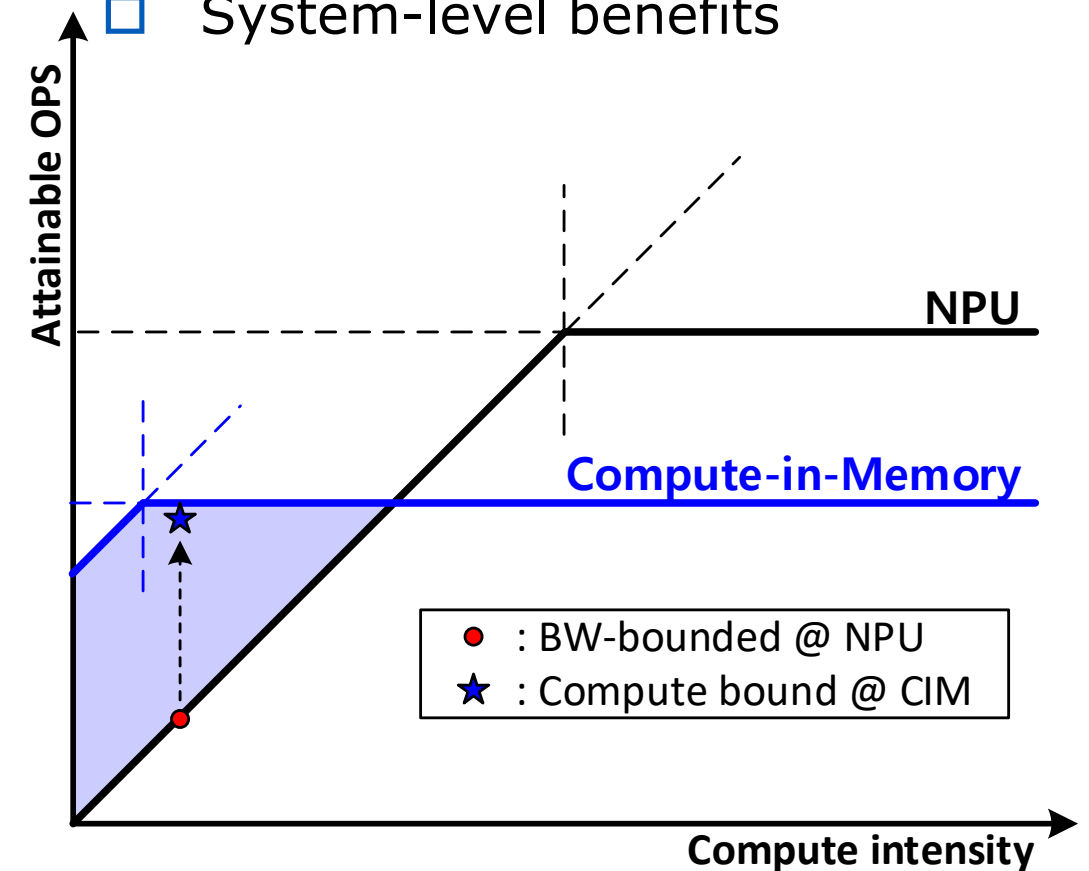 System-level benefits
Attainable OPS
NPU
Compute-in-Memory
: BW-bounded @ NPU
: Compute bound @ CIM
Compute intensity